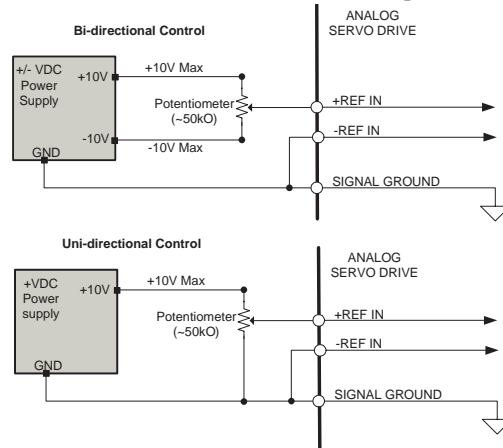 Bi-directional Control
ANALOG
SERVO DRIVE
+/- VDC
Power
Supply
+10V
+10V Max
Potentiometer
(~50kO)
+REF IN
-REF IN
-10V
-10V Max
GND
SIGNAL GROUND
Uni-directional Control
ANALOG
SERVO DRIVE
+VDC
Power
supply
+10V
+10V Max
Potentiometer
(~50kO)
+REF IN
-REF IN
GND
SIGNAL GROUND